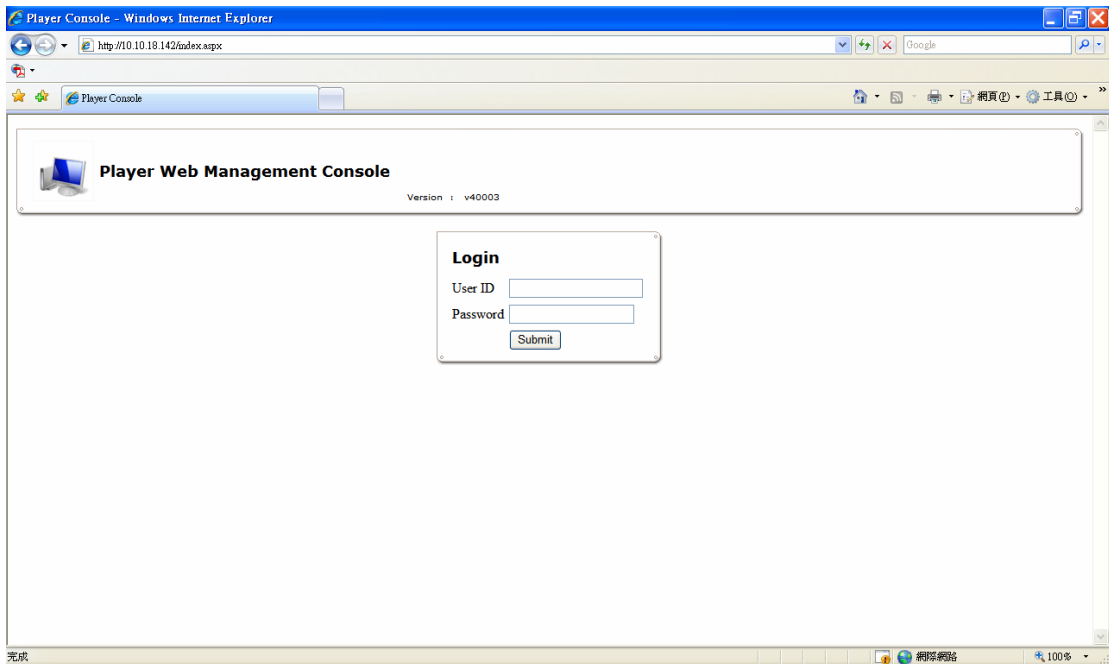 Player Console - Windows Internet Explorer
http://10.10.18.142/index.aspx
Google
Player Console
網頁(P)
工具(O)
Player Web Management Console
Version : v40003
Login
User ID
Password
Submit
完成
網際網路
100%